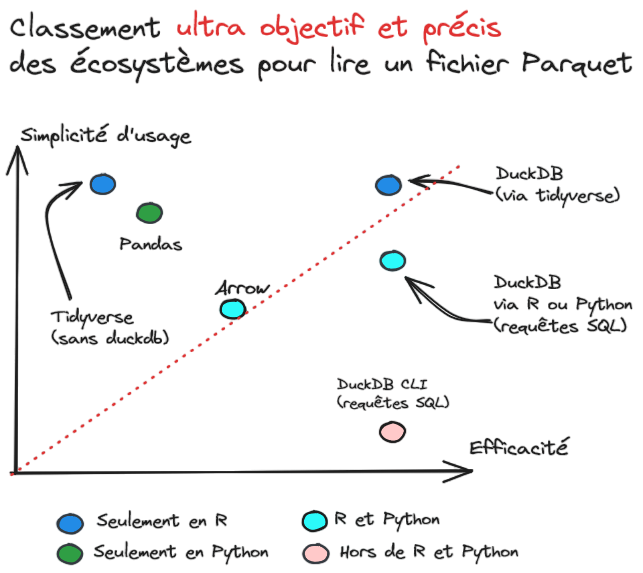 Classement ultra objectif et précis
des écosystèmes pour lire un fichier Parquet
Simplicité d'usage
DuckDB
(via tidyverse)
Pandas
Arrow
DuckDB
via R ou Python
(requêtes SQL)
Tidyverse
(sans duckdb)
DuckDB CLI
(requêtes SQL)
Efficacité
Seulement en R
R et Python
Seulement en Python
Hors de R et Python